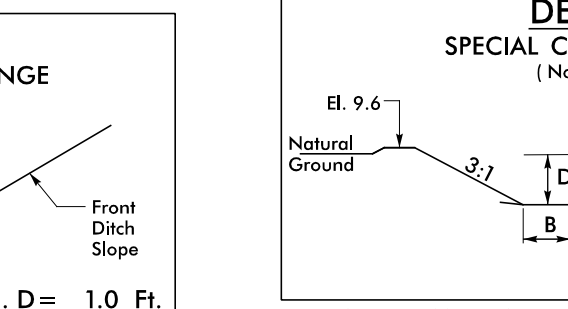 NGE
Front
Ditch
Slope
. D = 1.0 Ft.
DE
SPECIAL C
( No
El. 9.6
Natural
Ground
3:1
D
B